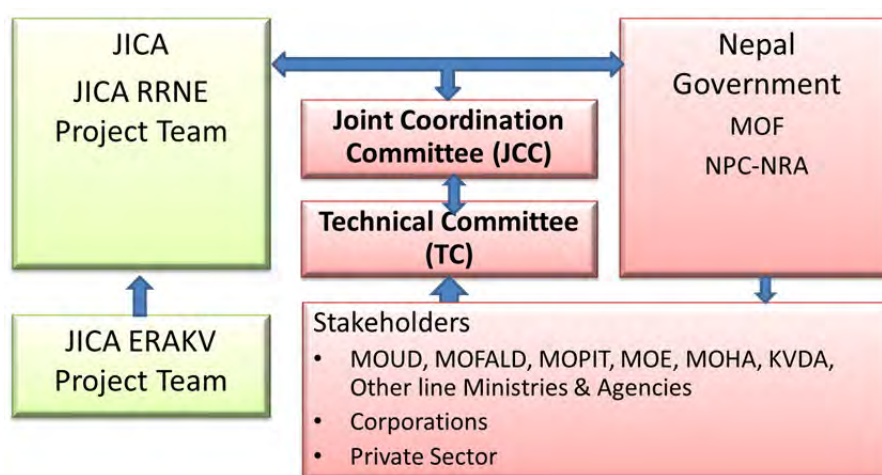 JICA
JICA RRNE
Project Team
JICA ERAKV
Project Team
Joint Coordination
Committee (JCC)
Technical Committee
(TC)
Nepal
Government
MOF
NPC-NRA
Stakeholders
• MOUD, MOFALD, MOPIT, MOE, MOHA, KVDA,
Other line Ministries & Agencies
• Corporations
• Private Sector